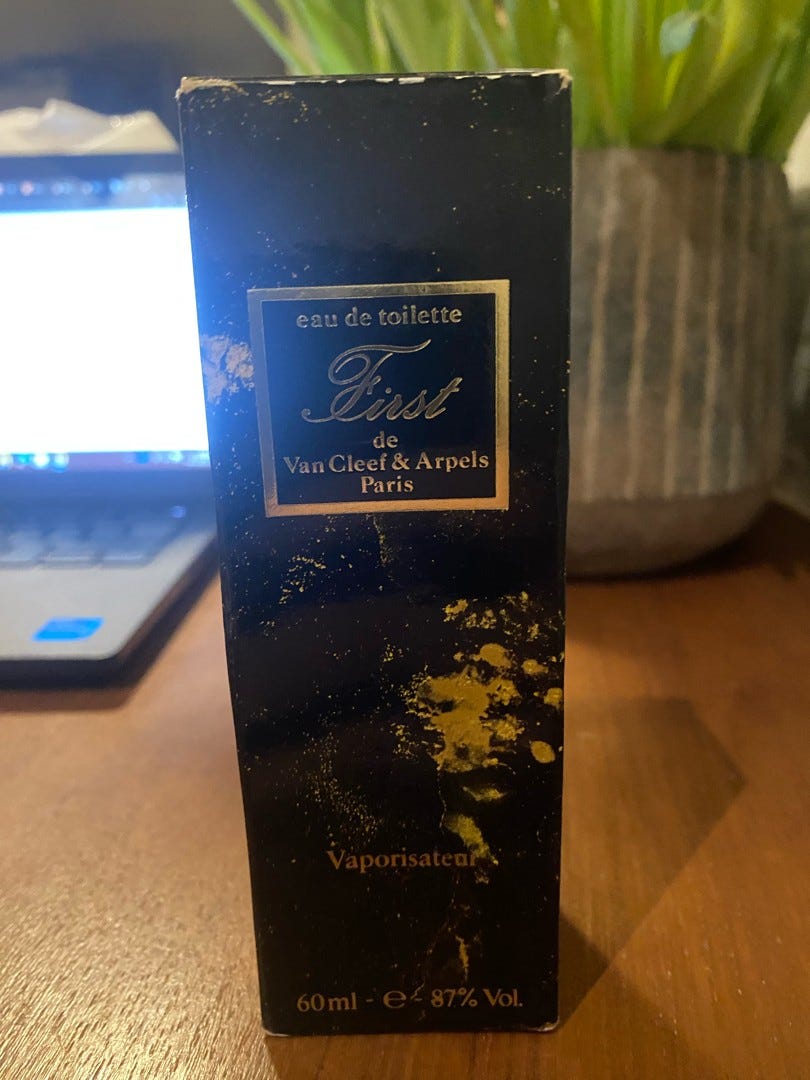 eau de toilette
First
de
Van Cleef & Arpels
Paris
Vaporisateur
60ml - e - 87% Vol.